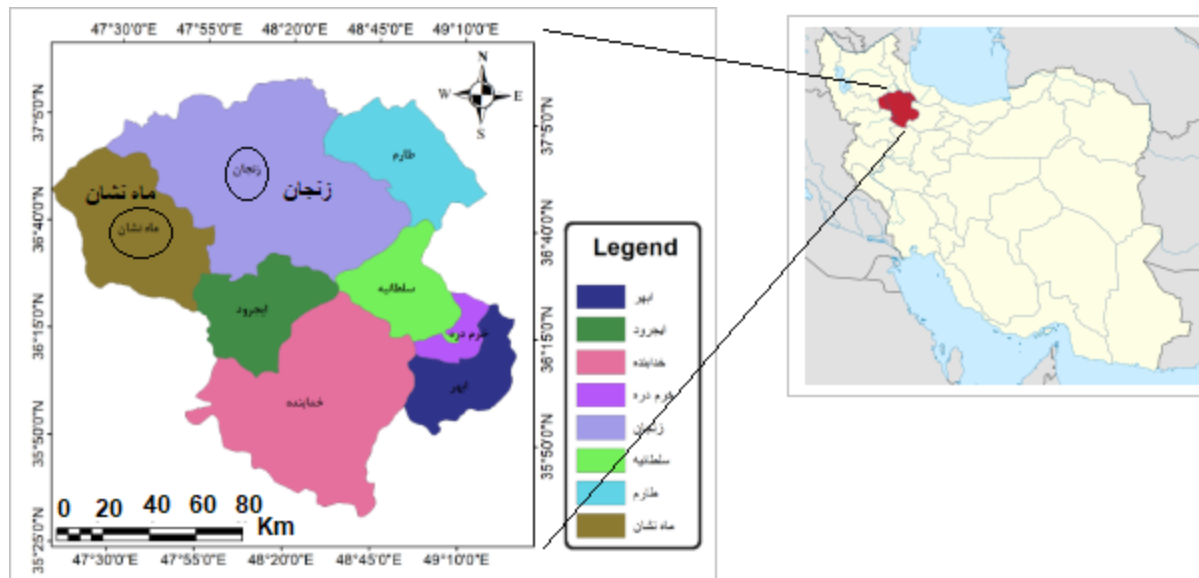 47°30'0"E 47°55'0"E 48°20'0"E 48°45'0"E 49°10'0"E
N
W E
S
37°5'0"N
37°5'0"N
طارم
زنجان
زنجان
ماه نشان
ماه نشان
36°40'0"N
36°40'0"N
سلطانیه
ایجرود
36°15'0"N
36°15'0"N
خرم دره
ابهر
خدابنده
35°50'0"N
35°50'0"N
35°25'0"N
0 20 40 60 80
Km
47°30'0"E 47°55'0"E 48°20'0"E 48°45'0"E 49°10'0"E
Legend
ابهر
ایجرود
خدابنده
خرم دره
زنجان
سلطانیه
طارم
ماه نشان